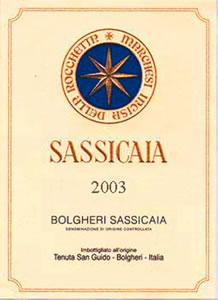 MARCHESI INCISA DELLA ROCCHETTA
SASSICAIA
2003
BOLGHERI SASSICAIA
DENOMINAZIONE DI ORIGINE CONTROLLATA
Imbottigliato all'origine
Tenuta San Guido - Bolgheri - Italia